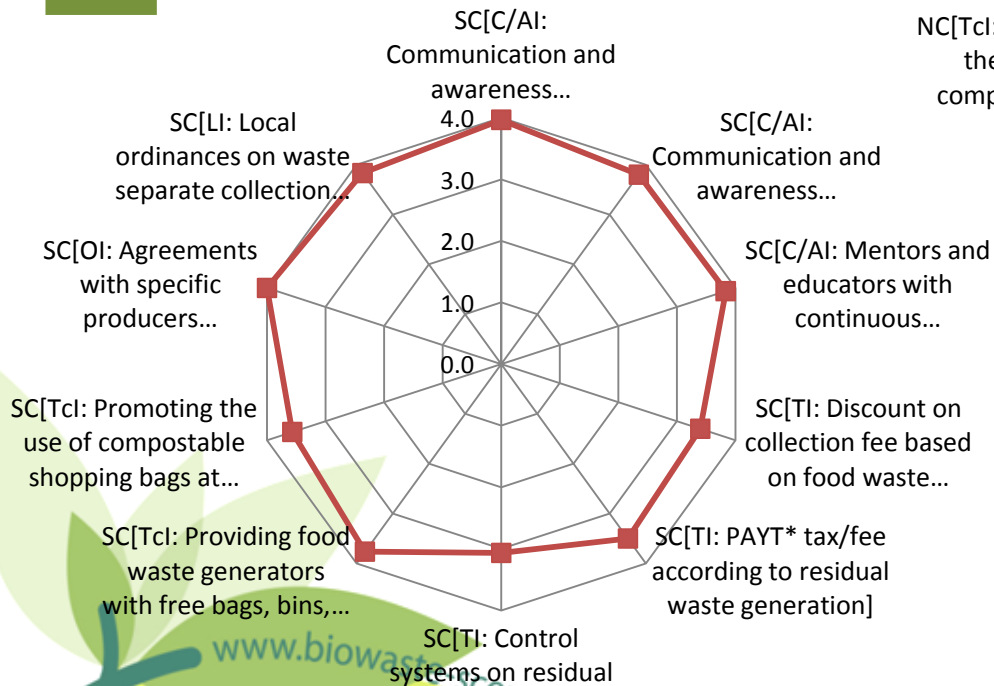 SC[C/AI:
Communication and
awareness…
NC[TcI:
the
comp
SC[LI: Local
ordinances on waste
separate collection…
SC[C/AI:
Communication and
awareness…
SC[OI: Agreements
with specific
producers…
SC[C/AI: Mentors and
educators with
continuous…
SC[TcI: Promoting the
use of compostable
shopping bags at…
SC[TI: Discount on
collection fee based
on food waste…
SC[TcI: Providing food
waste generators
with free bags, bins,…
SC[TI: PAYT* tax/fee
according to residual
waste generation]
SC[TI: Control
systems on residual
4.0
3.0
2.0
1.0
0.0
www.biowaste